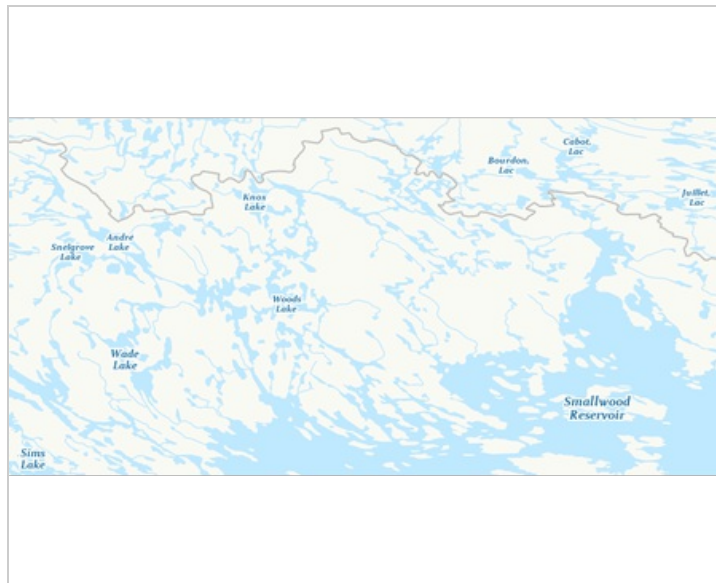 Cabot.
Lac
Bourdon.
Lac
Juillet.
Lac
Knox
Lake
Andre
Lake
Snelgrove
Lake
Woods
Lake
Wade
Lake
Smallwood
Reservoir
Sims
Lake